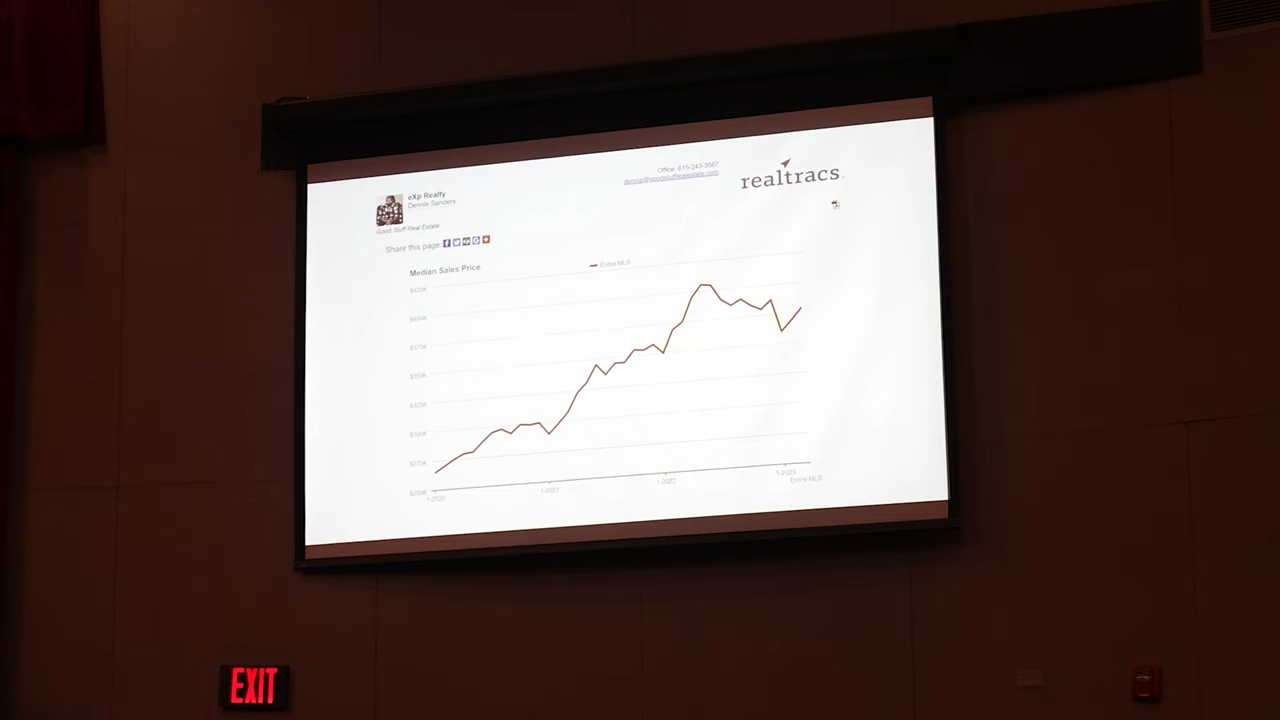 Office: 615-243-3567
dennis@goodstuffrealestate.com
realtracs
eXp Realty
Dennis Sanders
Good Stuff Real Estate
Share this page:
Median Sales Price
Entire MLS
$425K
$400K
$375K
$350K
$325K
$300K
$275K
$250K
1-2020
1-2021
1-2022
1-2023
Entire MLS
EXIT